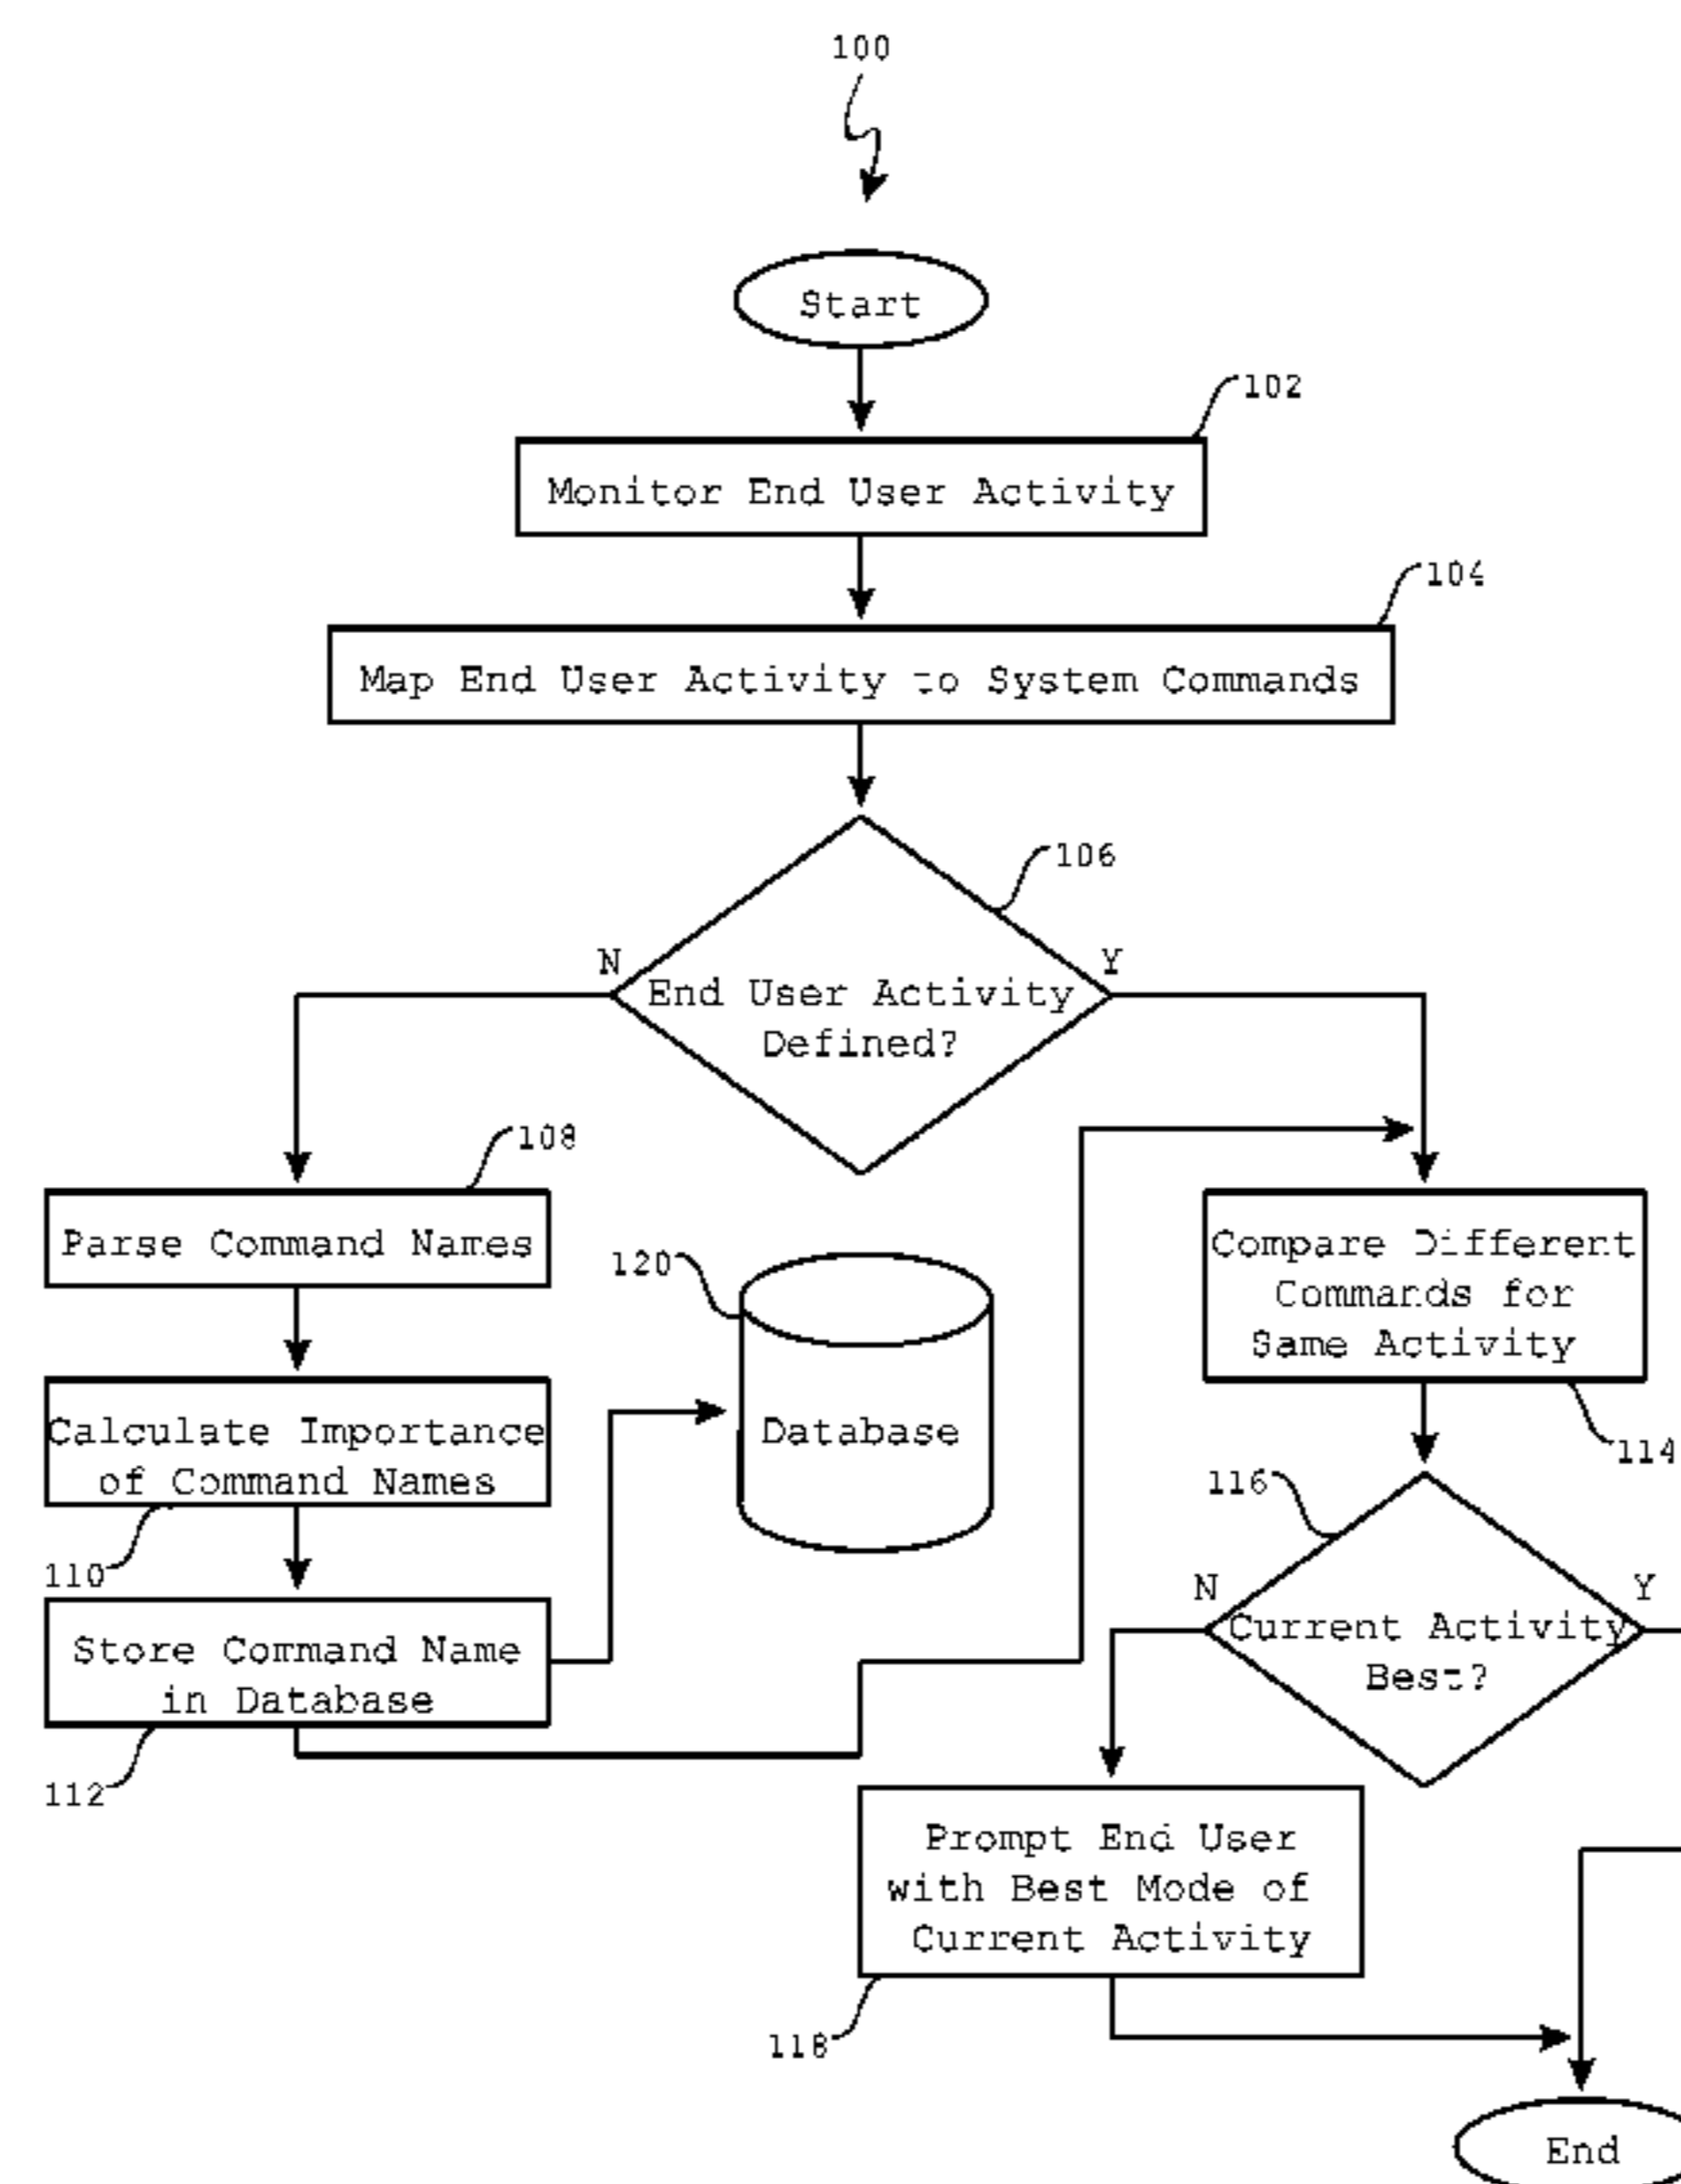 100
Start
102
Monitor End User Activity
104
Map End User Activity to System Commands
106
N
Y
End User Activity
Defined?
108
Parse Command Names
120
Database
Compare Different
Commands for
Same Activity
114
Calculate Importance
of Command Names
110
116
N
Y
Current Activity
Best?
Store Command Name
in Database
112
Prompt End User
with Best Mode of
Current Activity
118
End